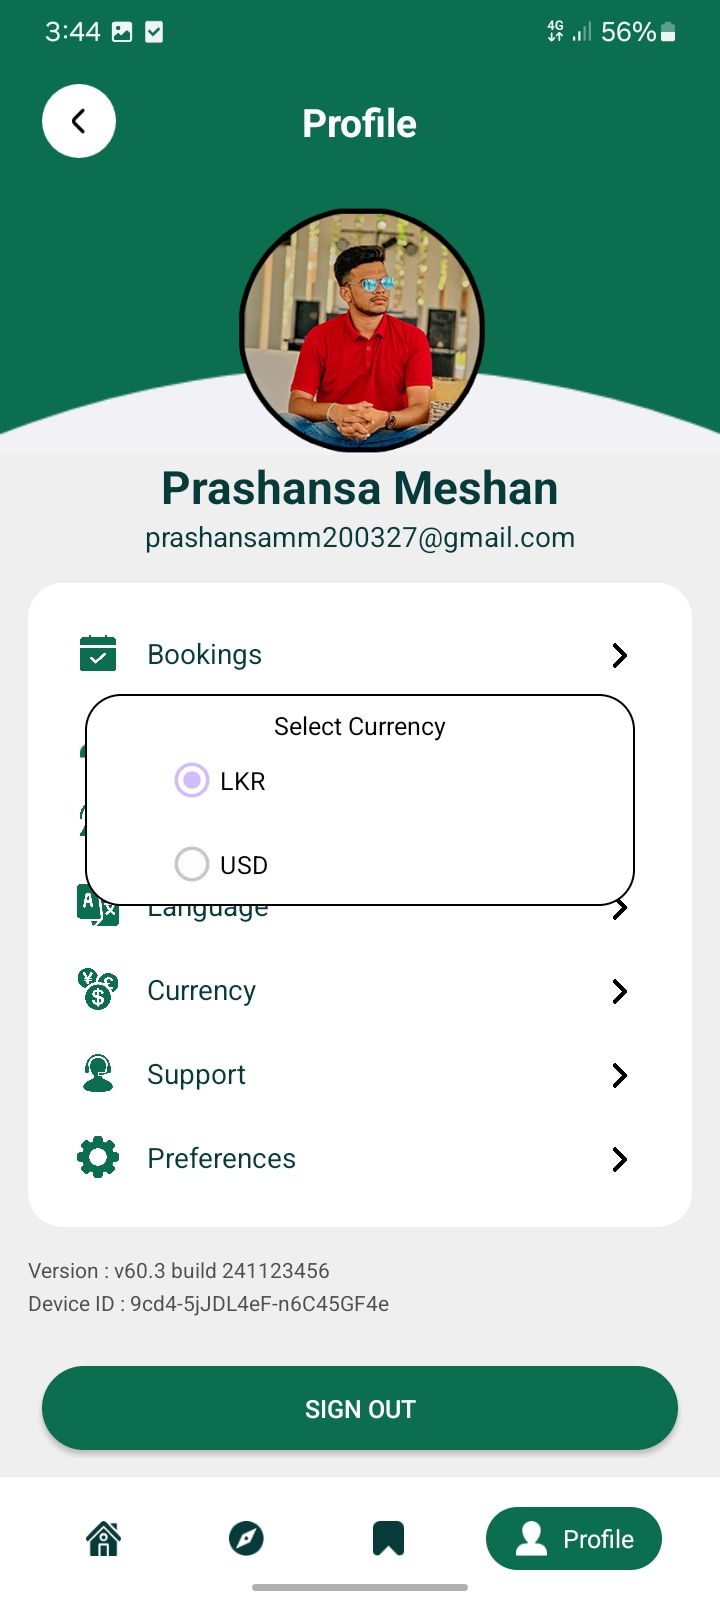 3:44
4G 56%
Profile
Prashansa Meshan
prashansamm200327@gmail.com
Bookings
Select Currency
LKR
USD
Language
Currency
Support
Preferences
Version : v60.3 build 241123456
Device ID : 9cd4-5jJDL4eF-n6C45GF4e
SIGN OUT
Profile